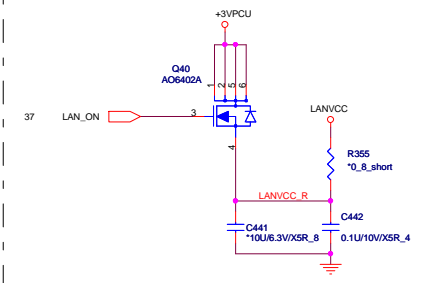 +3VPCU
Q40
AO6402A
1
2
5
6
37
LAN_ON
3
4
LANVCC
R355
*0_8_short
LANVCC_R
C441
*10U/6.3V/X5R_8
C442
0.1U/10V/X5R_4